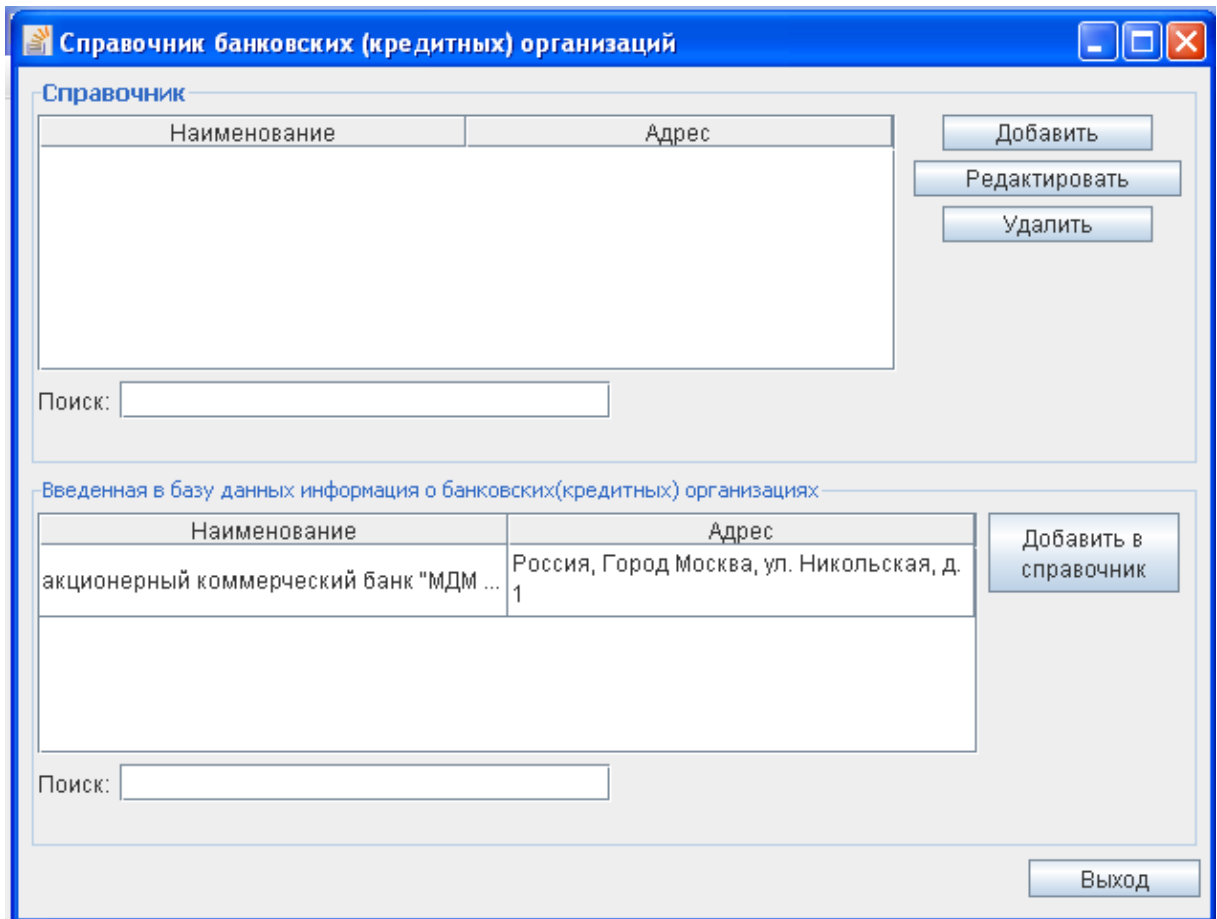 Справочник банковских (кредитных) организаций
Справочник
Наименование Адрес
Добавить
Редактировать
Удалить
Поиск:
Введенная в базу данных информация о банковских(кредитных) организациях
Наименование Адрес
Добавить в
справочник
акционерный коммерческий банк "МДМ ...
Россия, Город Москва, ул. Никольская, д.
1
Поиск:
Выход